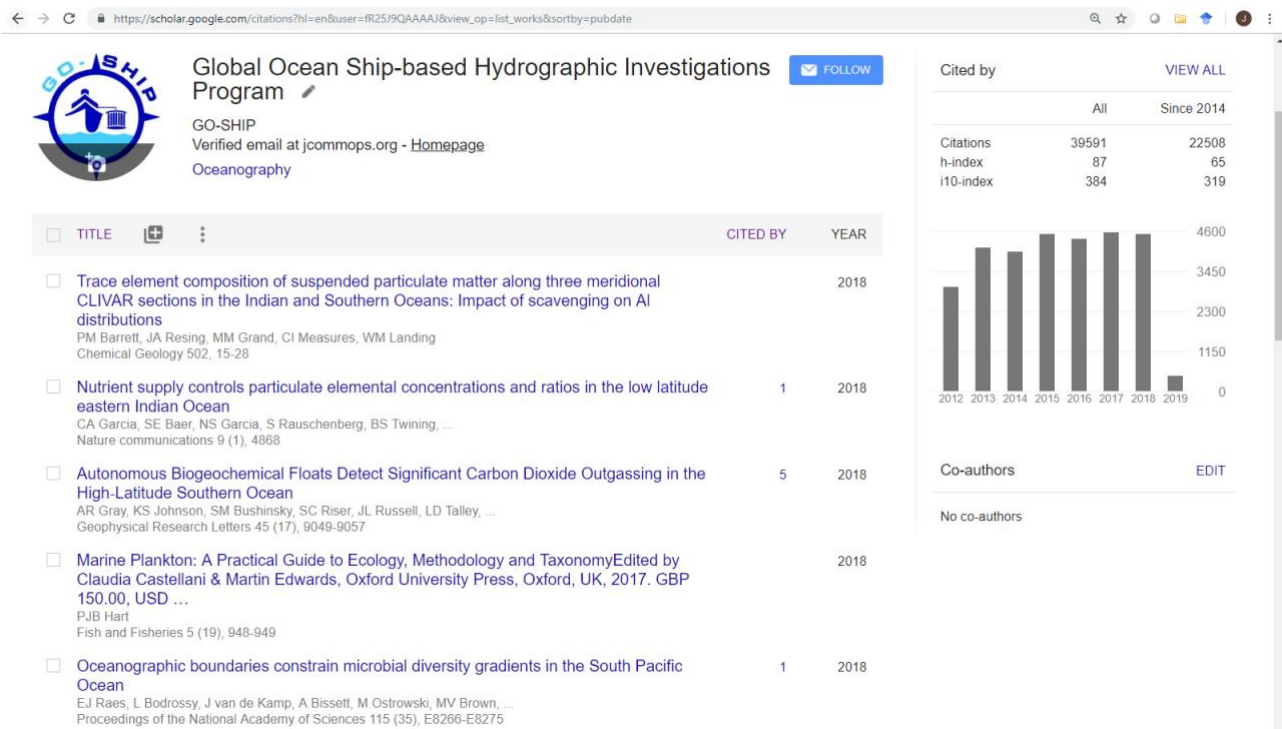 https://scholar.google.com/citations?hl=en&user=fR25J9QAAAAJ&view_op=list_works&sortby=pubdate
J
GO-SHIP
Global Ocean Ship-based Hydrographic Investigations
Program
FOLLOW
GO-SHIP
Verified email at jcommops.org - Homepage
Oceanography
TITLE CITED BY YEAR
Trace element composition of suspended particulate matter along three meridional 2018
CLIVAR sections in the Indian and Southern Oceans: Impact of scavenging on Al
distributions
PM Barrett, JA Resing, MM Grand, CI Measures, WM Landing
Chemical Geology 502, 15-28
Nutrient supply controls particulate elemental concentrations and ratios in the low latitude 1 2018
eastern Indian Ocean
CA Garcia, SE Baer, NS Garcia, S Rauschenberg, BS Twining, ...
Nature communications 9 (1), 4868
Autonomous Biogeochemical Floats Detect Significant Carbon Dioxide Outgassing in the 5 2018
High-Latitude Southern Ocean
AR Gray, KS Johnson, SM Bushinsky, SC Riser, JL Russell, LD Talley, ...
Geophysical Research Letters 45 (17), 9049-9057
Marine Plankton: A Practical Guide to Ecology, Methodology and TaxonomyEdited by 2018
Claudia Castellani & Martin Edwards, Oxford University Press, Oxford, UK, 2017. GBP
150.00, USD ...
PJB Hart
Fish and Fisheries 5 (19), 948-949
Oceanographic boundaries constrain microbial diversity gradients in the South Pacific 1 2018
Ocean
EJ Raes, L Bodrossy, J van de Kamp, A Bissett, M Ostrowski, MV Brown, ...
Proceedings of the National Academy of Sciences 115 (35), E8266-E8275
Cited by VIEW ALL
All Since 2014
Citations 39591 22508
h-index 87 65
i10-index 384 319
4600
3450
2300
1150
0
2012 2013 2014 2015 2016 2017 2018 2019
Co-authors EDIT
No co-authors